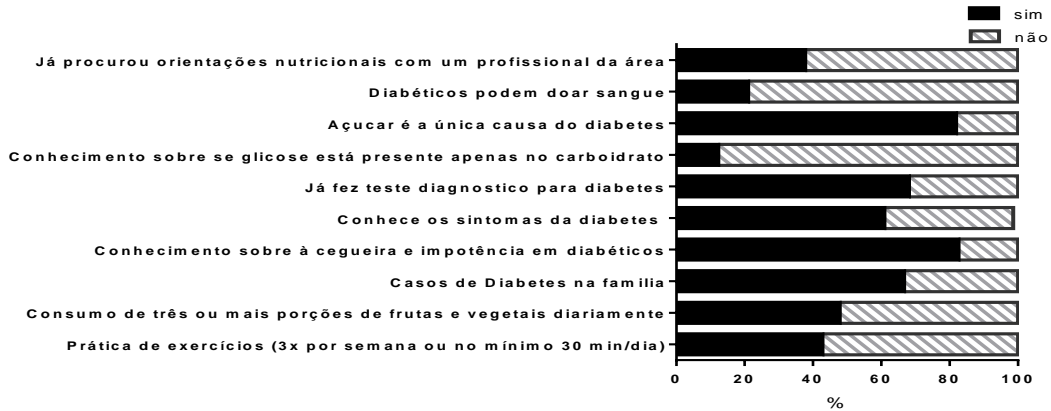 sim
não
Já procurou orientações nutricionais com um profissional da área
Diabéticos podem doar sangue
Açucar é a única causa do diabetes
Conhecimento sobre se glicose está presente apenas no carboidrato
Já fez teste diagnostico para diabetes
Conhece os sintomas da diabetes
Conhecimento sobre à cegueira e impotência em diabéticos
Casos de Diabetes na familia
Consumo de três ou mais porções de frutas e vegetais diariamente
Prática de exercícios (3x por semana ou no mínimo 30 min/dia)
0 20 40 60 80 100
%